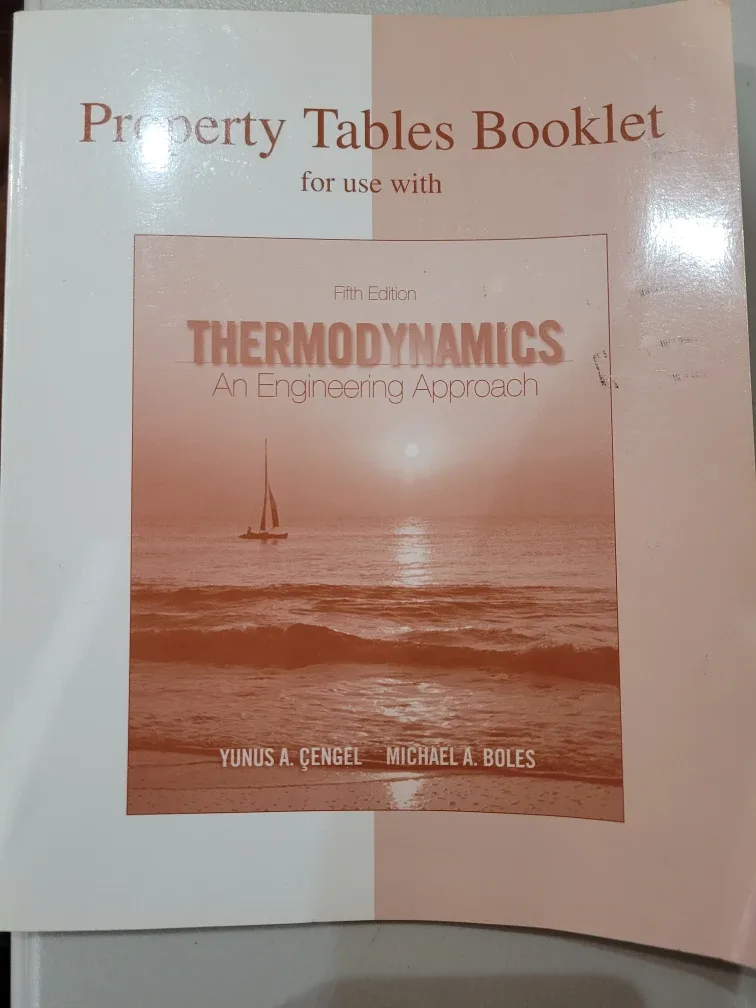 Property Tables Booklet
for use with
Fifth Edition
THERMODYNAMICS
An Engineering Approach
YUNUS A. ÇENGEL MICHAEL A. BOLES